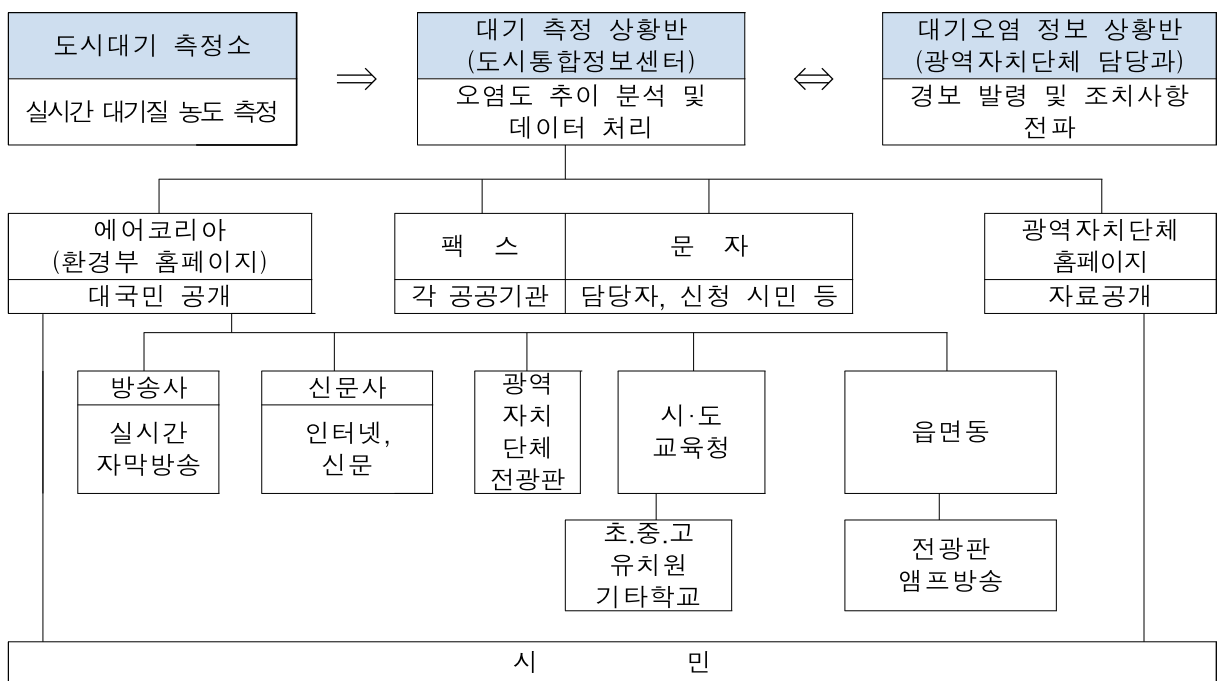 도시대기 측정소
실시간 대기질 농도 측정
⇒
대기 측정 상황반
(도시통합정보센터)
오염도 추이 분석 및
데이터 처리
⇔
대기오염 정보 상황반
(광역자치단체 담당과)
경보 발령 및 조치사항
전파
에어코리아
(환경부 홈페이지)
대국민 공개
팩 스
각 공공기관
문 자
담당자, 신청 시민 등
광역자치단체
홈페이지
자료공개
방송사
실시간
자막방송
신문사
인터넷,
신문
광역
자치
단체
전광판
시·도
교육청
읍면동
초.중.고
유치원
기타학교
전광판
앰프방송
시 민